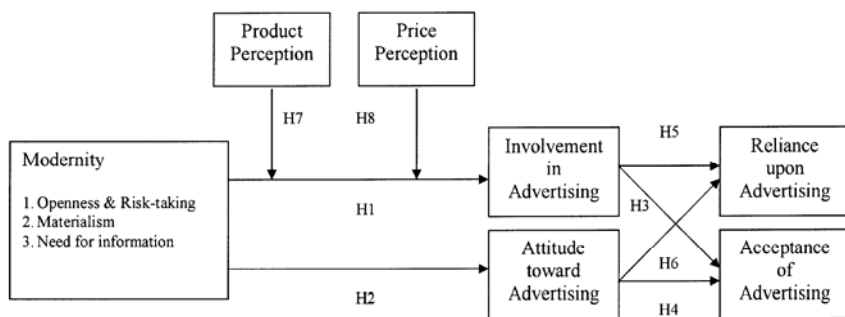 Product
Perception
Price
Perception
H7
H8
Modernity
1. Openness & Risk-taking
2. Materialism
3. Need for information
H1
H2
Involvement
in
Advertising
Attitude
toward
Advertising
H5
H3
H6
H4
Reliance
upon
Advertising
Acceptance
of
Advertising